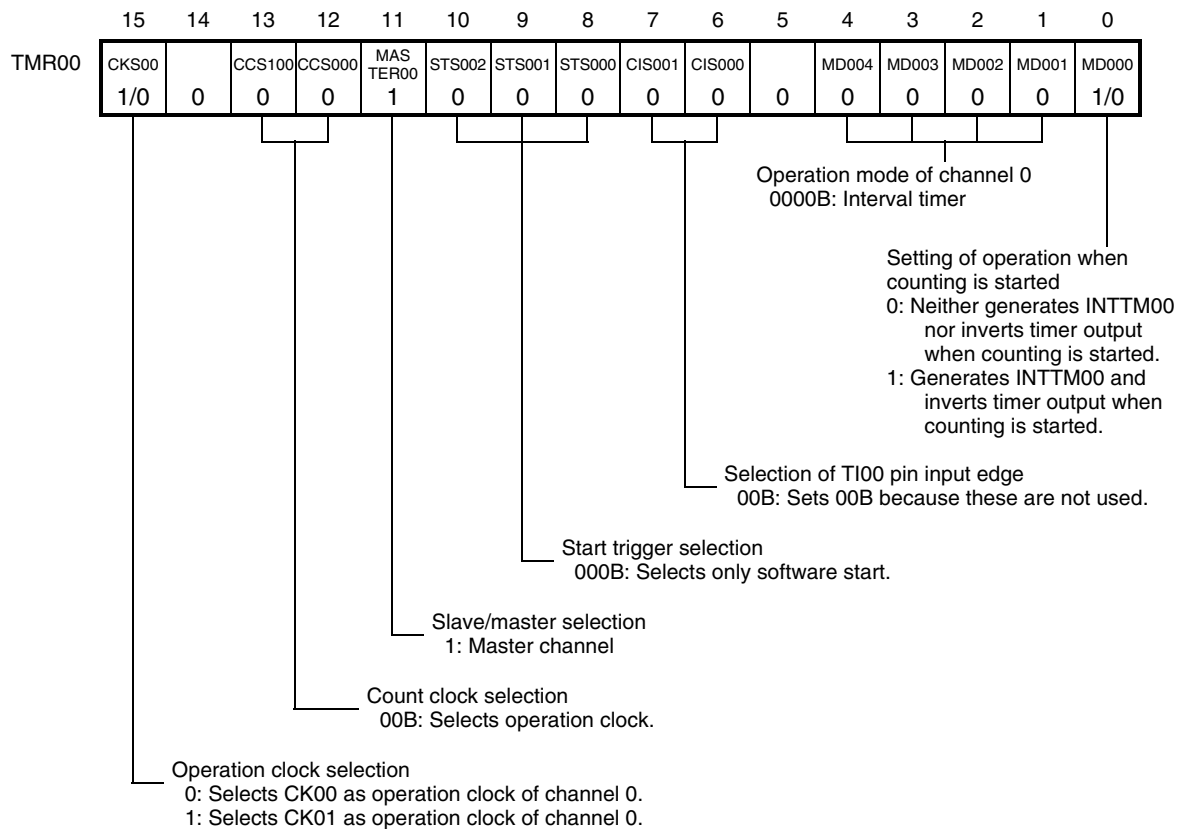 15 14 13 12 11 10 9 8 7 6 5 4 3 2 1 0
TMR00 CKS00 CCS100 CCS000 MAS TER00 STS002 STS001 STS000 CIS001 CIS000 MD004 MD003 MD002 MD001 MD000
1/0 0 0 0 1 0 0 0 0 0 0 0 0 0 0 1/0
Operation mode of channel 0
0000B: Interval timer
Setting of operation when
counting is started
0: Neither generates INTTM00
nor inverts timer output
when counting is started.
1: Generates INTTM00 and
inverts timer output when
counting is started.
Selection of TI00 pin input edge
00B: Sets 00B because these are not used.
Start trigger selection
000B: Selects only software start.
Slave/master selection
1: Master channel
Count clock selection
00B: Selects operation clock.
Operation clock selection
0: Selects CK00 as operation clock of channel 0.
1: Selects CK01 as operation clock of channel 0.